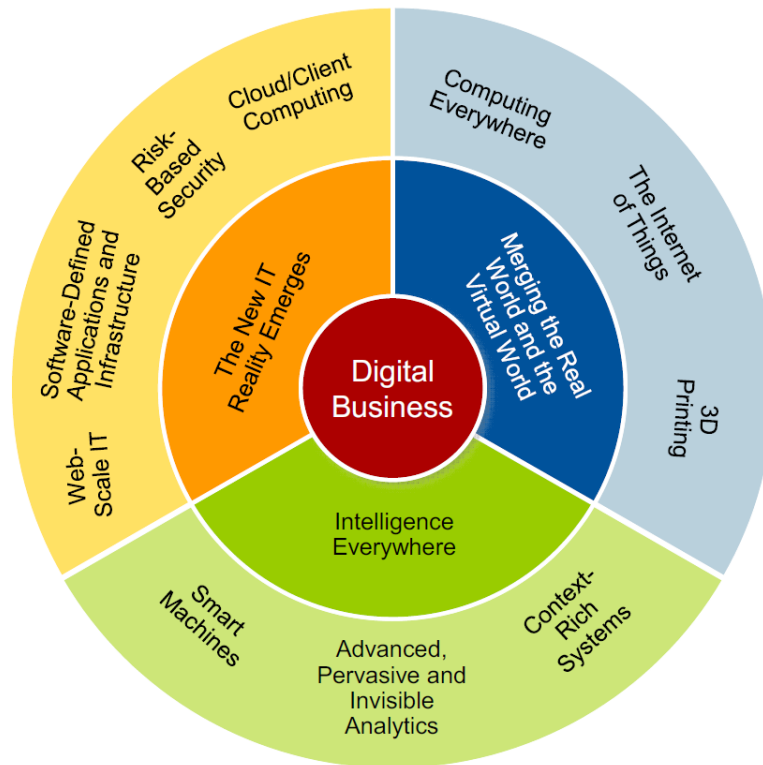 Cloud/Client
Computing
Risk-
Based
Security
Software-Defined
Applications and
Infrastructure
Web-
Scale IT
Computing
Everywhere
The Internet
of Things
3D
Printing
The New IT
Reality Emerges
Merging the Real
World and the
Virtual World
Digital
Business
Intelligence
Everywhere
Smart
Machines
Advanced,
Pervasive and
Invisible
Analytics
Context-
Rich
Systems